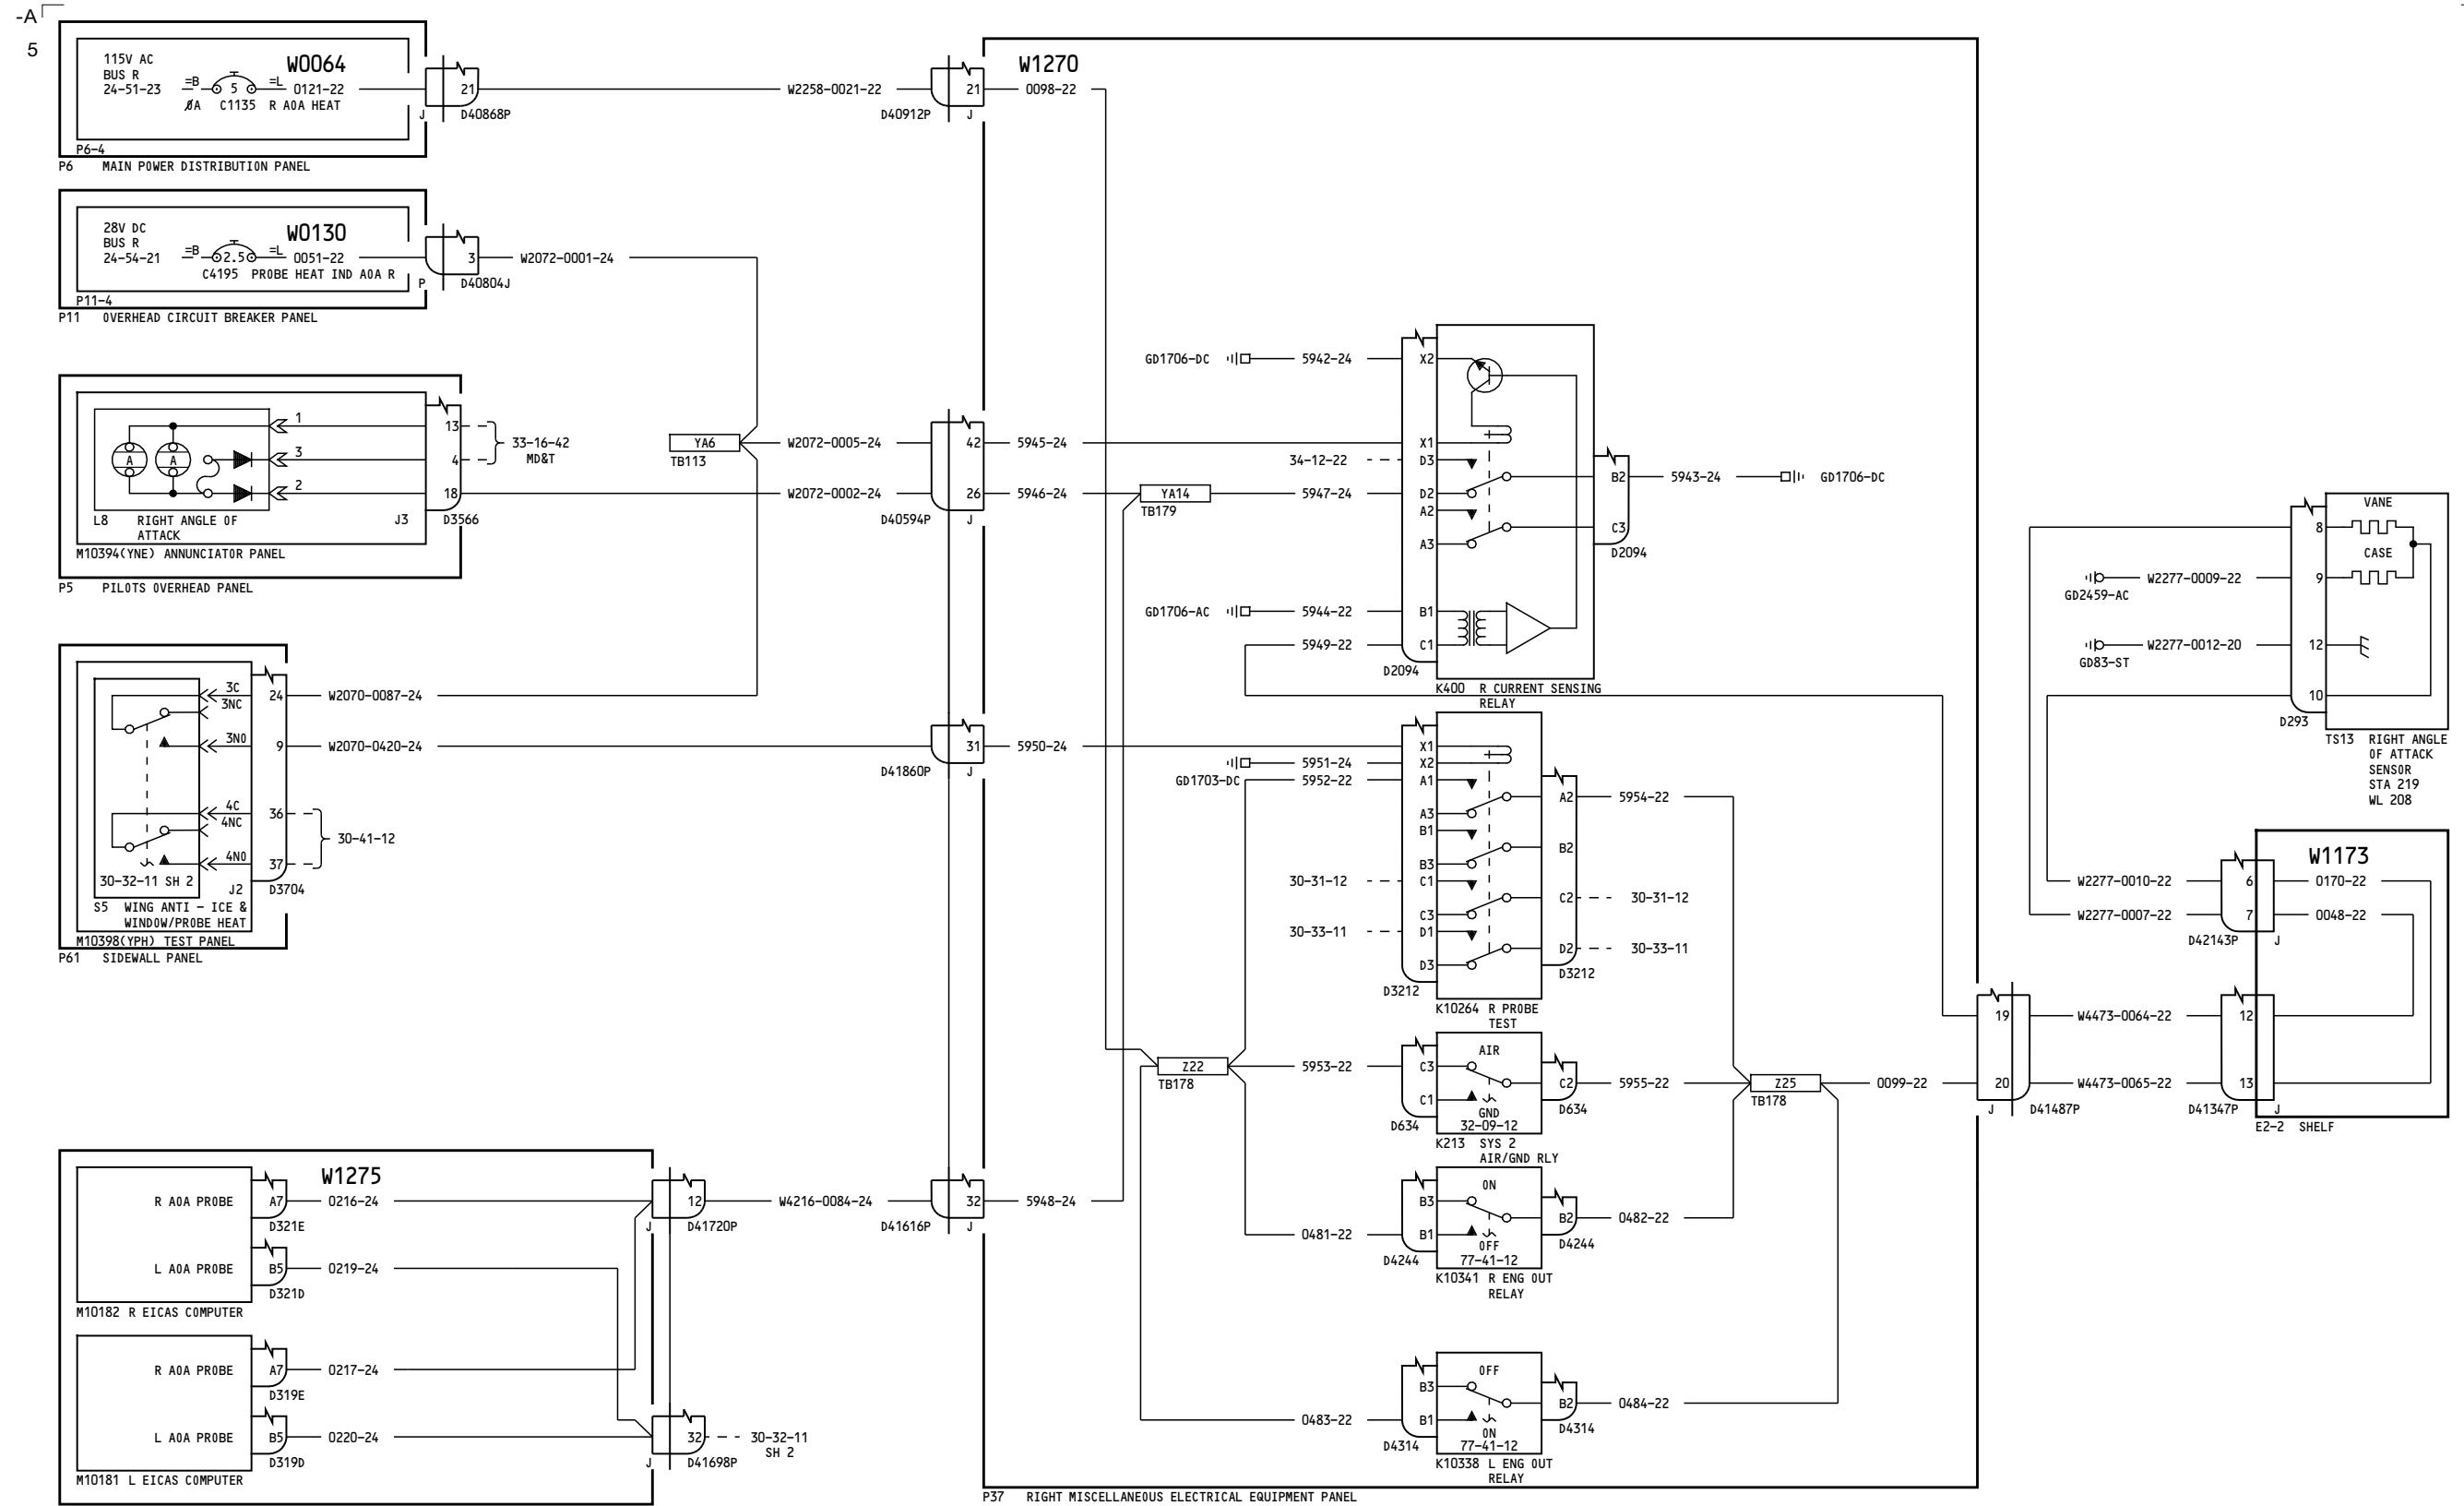 -A
5
115V AC
BUS R
24-51-23
=B
5
=L
W0064
0121-22
ØA C1135 R AOA HEAT
P6-4
P6 MAIN POWER DISTRIBUTION PANEL
21
J
D40868P
W2258-0021-22
D40912P
21
J
W1270
0098-22
28V DC
BUS R
24-54-21
=B
2.5
=L
W0130
0051-22
C4195 PROBE HEAT IND AOA R
P11-4
P11 OVERHEAD CIRCUIT BREAKER PANEL
3
P
D40804J
W2072-0001-24
A
A
1
3
2
13
4
18
33-16-42
MD&T
L8 RIGHT ANGLE OF
ATTACK
J3
D3566
M10394(YNE) ANNUNCIATOR PANEL
P5 PILOTS OVERHEAD PANEL
YA6
TB113
W2072-0005-24
W2072-0002-24
42
26
D40594P
J
5945-24
5946-24
YA14
TB179
GD1706-DC
5942-24
X2
X1
34-12-22
D3
5947-24
D2
A2
A3
B2
C3
5943-24
GD1706-DC
D2094
GD1706-AC
5944-22
B1
5949-22
C1
D2094
K400 R CURRENT SENSING
RELAY
3C
3NC
3NO
4C
4NC
4NO
24
9
36
37
W2070-0087-24
W2070-0420-24
30-41-12
30-32-11 SH 2
J2
D3704
S5 WING ANTI - ICE &
WINDOW/PROBE HEAT
M10398(YPH) TEST PANEL
P61 SIDEWALL PANEL
31
D41860P
J
5950-24
X1
5951-24
X2
GD1703-DC
5952-22
A1
A3
B1
B3
30-31-12
C1
C3
30-33-11
D1
D3
A2
B2
C2
D2
5954-22
30-31-12
30-33-11
D3212
D3212
K10264 R PROBE
TEST
Z22
TB178
5953-22
C3
C1
AIR
GND
32-09-12
C2
D634
D634
5955-22
K213 SYS 2
AIR/GND RLY
Z25
TB178
0099-22
0481-22
B3
B1
ON
OFF
77-41-12
B2
D4244
D4244
0482-22
K10341 R ENG OUT
RELAY
0483-22
B3
B1
OFF
ON
77-41-12
B2
D4314
D4314
0484-22
K10338 L ENG OUT
RELAY
P37 RIGHT MISCELLANEOUS ELECTRICAL EQUIPMENT PANEL
W1275
R AOA PROBE
A7
0216-24
D321E
L AOA PROBE
B5
0219-24
D321D
M10182 R EICAS COMPUTER
R AOA PROBE
A7
0217-24
D319E
L AOA PROBE
B5
0220-24
D319D
M10181 L EICAS COMPUTER
12
J
D41720P
W4216-0084-24
D41616P
32
J
5948-24
32
J
D41698P
30-32-11
SH 2
VANE
CASE
8
9
12
10
W2277-0009-22
GD2459-AC
W2277-0012-20
GD83-ST
D293
TS13 RIGHT ANGLE
OF ATTACK
SENSOR
STA 219
WL 208
W1173
W2277-0010-22
6
0170-22
W2277-0007-22
7
0048-22
D42143P
J
19
W4473-0064-22
12
20
W4473-0065-22
13
J
D41487P
D41347P
J
E2-2 SHELF